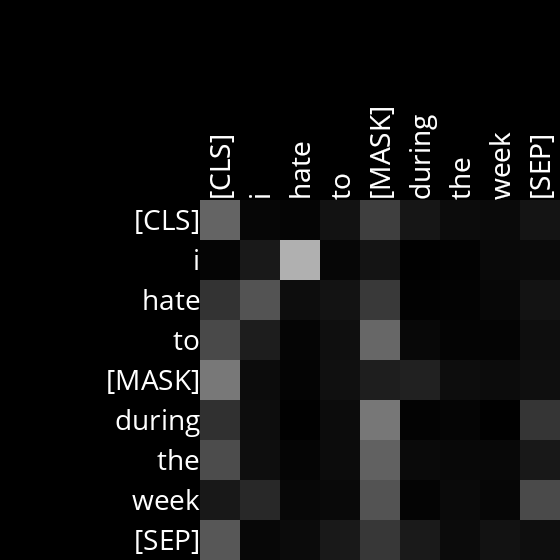 [CLS] i hate to [MASK] during the week [SEP]
[CLS]
i
hate
to
[MASK]
during
the
week
[SEP]